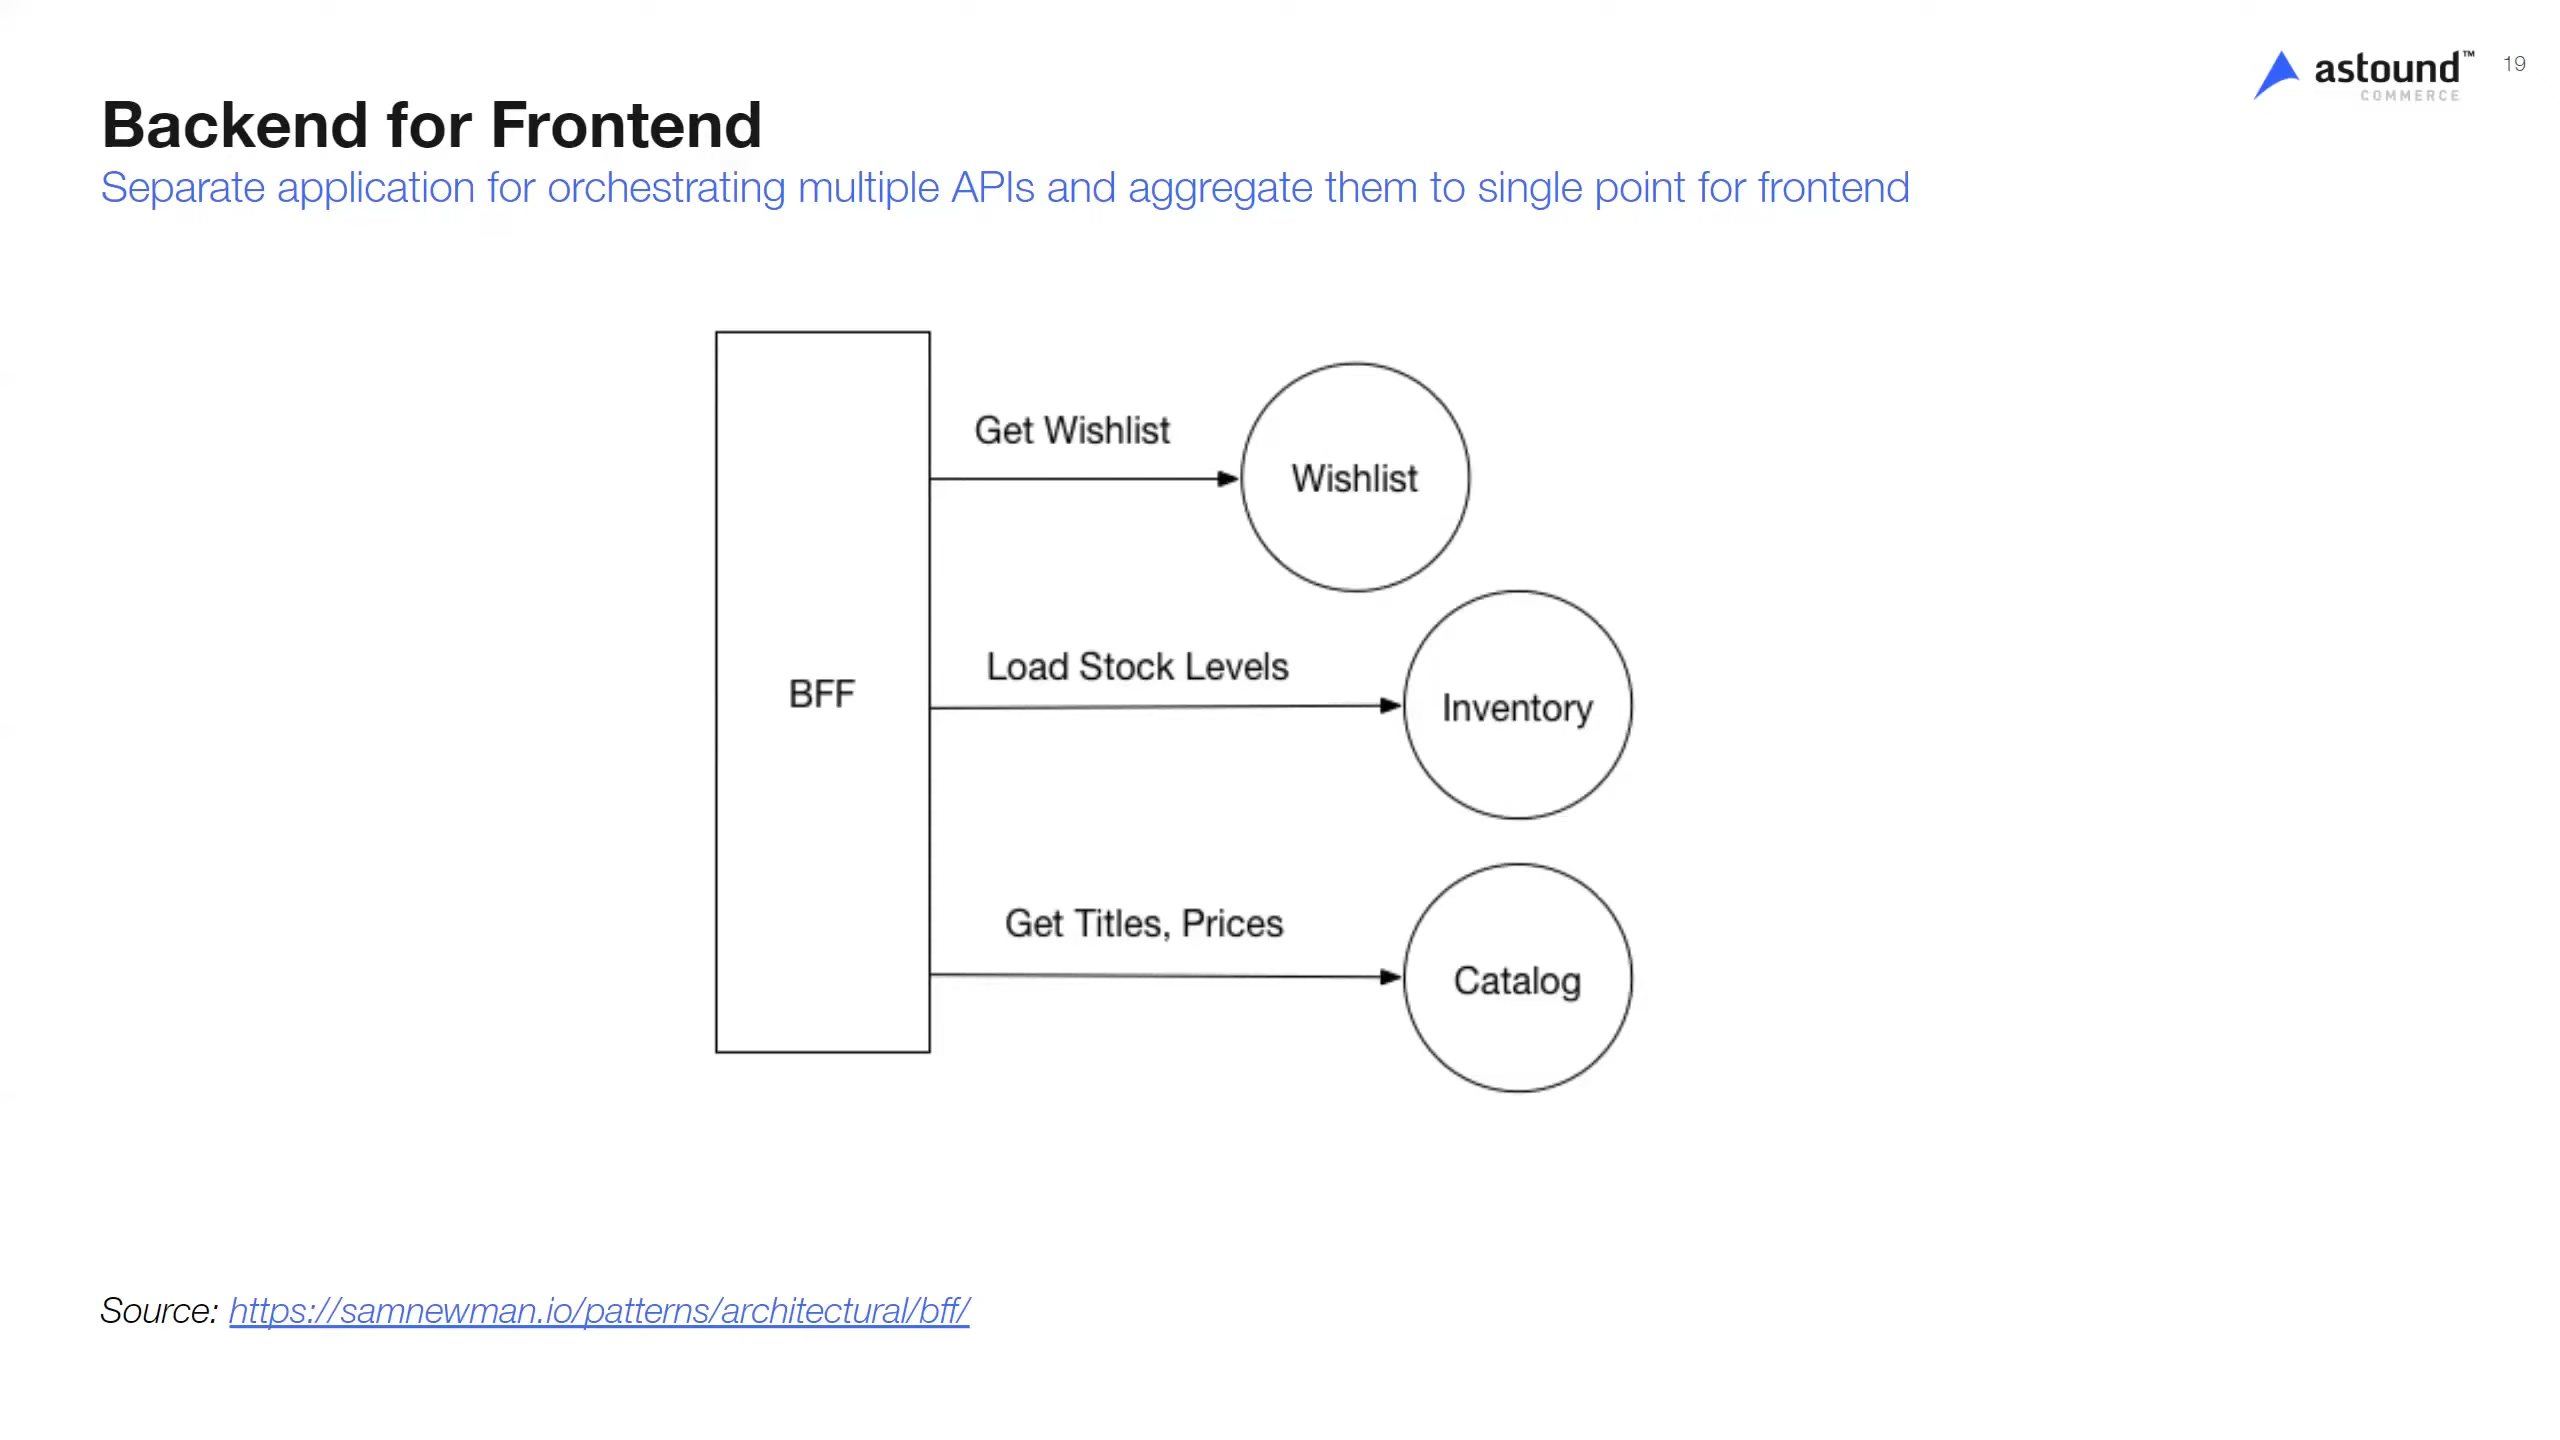 astound™
COMMERCE
19
Backend for Frontend
Separate application for orchestrating multiple APIs and aggregate them to single point for frontend
Get Wishlist
Wishlist
Load Stock Levels
BFF
Inventory
Get Titles, Prices
Catalog
Source: https://samnewman.io/patterns/architectural/bff/